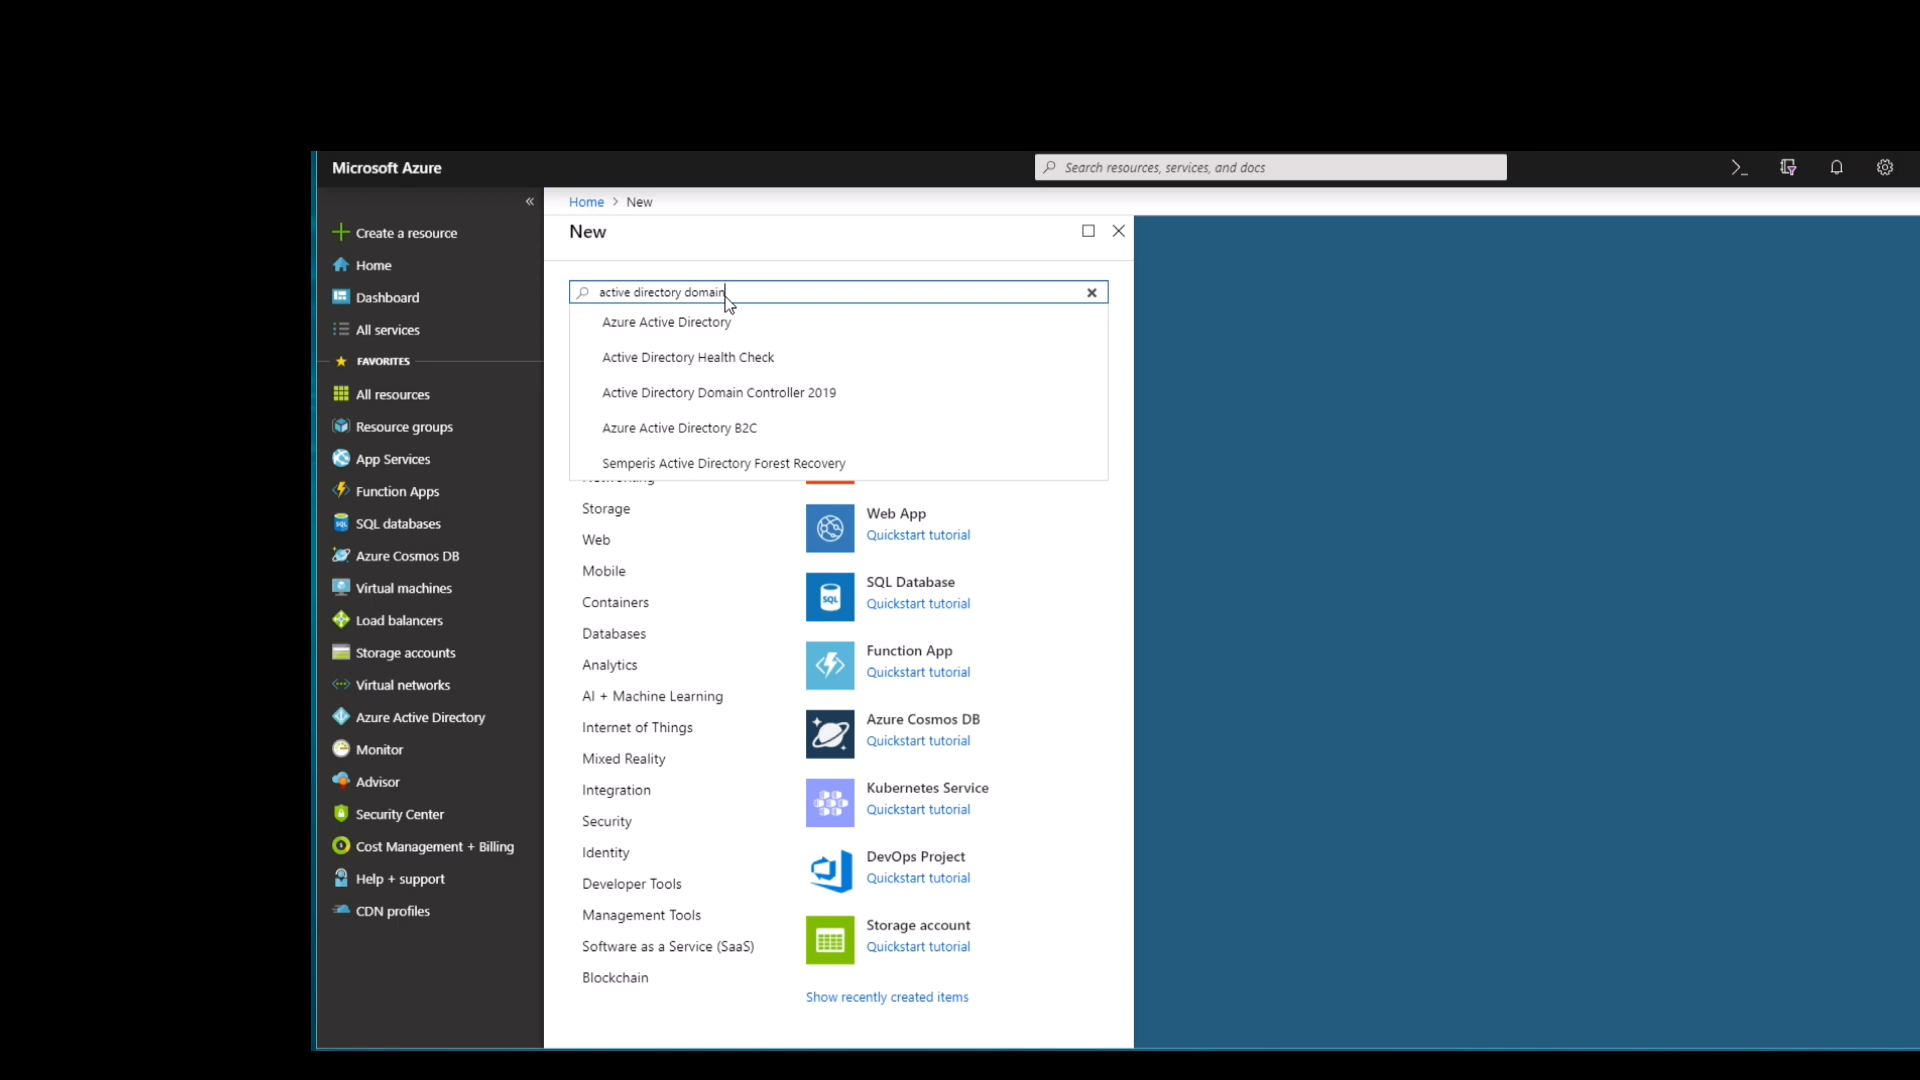 Microsoft Azure
Search resources, services, and docs
Create a resource
Home
Dashboard
All services
FAVORITES
All resources
Resource groups
App Services
Function Apps
SQL databases
Azure Cosmos DB
Virtual machines
Load balancers
Storage accounts
Virtual networks
Azure Active Directory
Monitor
Advisor
Security Center
Cost Management + Billing
Help + support
CDN profiles
Home > New
New
active directory domain
Azure Active Directory
Active Directory Health Check
Active Directory Domain Controller 2019
Azure Active Directory B2C
Semperis Active Directory Forest Recovery
Networking
Storage
Web
Mobile
Containers
Databases
Analytics
AI + Machine Learning
Internet of Things
Mixed Reality
Integration
Security
Identity
Developer Tools
Management Tools
Software as a Service (SaaS)
Blockchain
Web App
Quickstart tutorial
SQL Database
Quickstart tutorial
Function App
Quickstart tutorial
Azure Cosmos DB
Quickstart tutorial
Kubernetes Service
Quickstart tutorial
DevOps Project
Quickstart tutorial
Storage account
Quickstart tutorial
Show recently created items